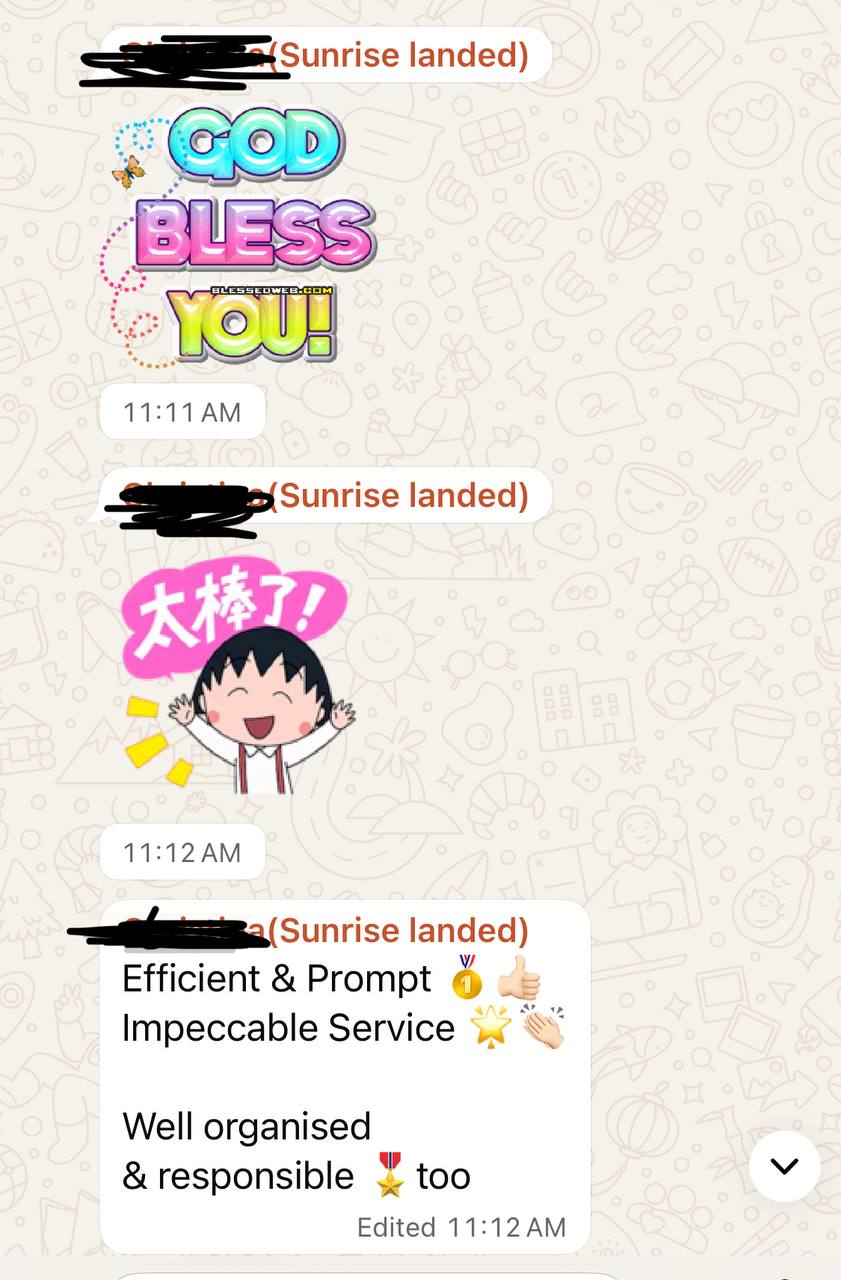 (Sunrise landed)
GOD
BLESS
BLESSEDWEB.COM
YOU!
11:11 AM
(Sunrise landed)
太棒了!
11:12 AM
(Sunrise landed)
Efficient & Prompt 🥇👍🏻
Impeccable Service 🌟👏🏻
Well organised
& responsible 🎖️ too
Edited 11:12 AM